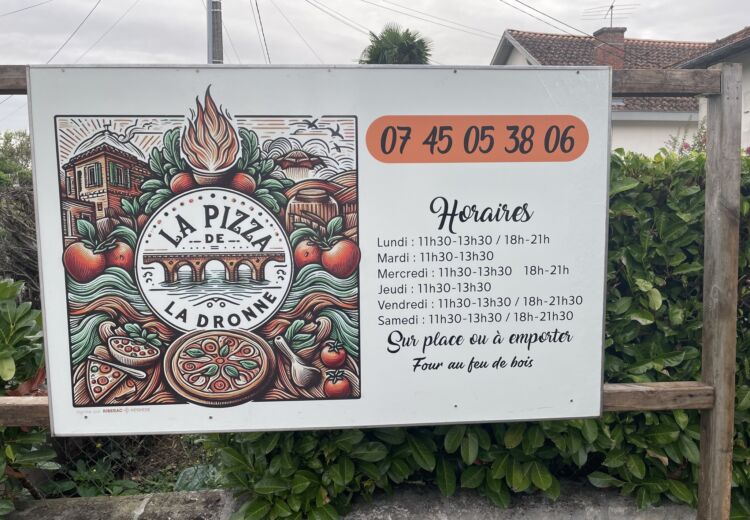 LA PIZZA
DE
LA DRONNE
07 45 05 38 06
Horaires
Lundi : 11h30-13h30 / 18h-21h
Mardi : 11h30-13h30
Mercredi : 11h30-13h30 18h-21h
Jeudi : 11h30-13h30
Vendredi : 11h30-13h30 / 18h-21h30
Samedi : 11h30-13h30 / 18h-21h30
Sur place ou à emporter
Four au feu de bois
RIBERAC